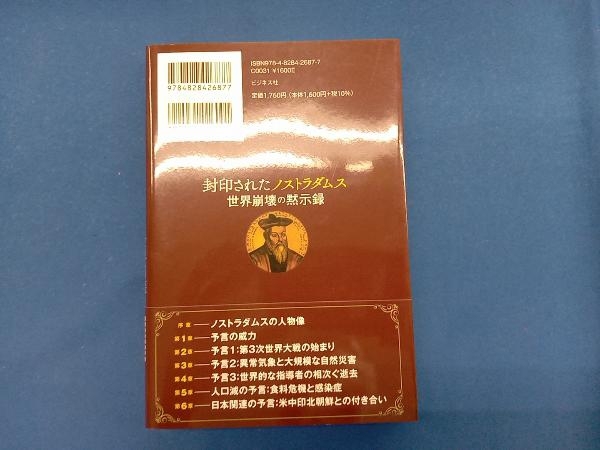 9784828426877
ISBN978-4-8284-2687-7
C0031 ¥1600E
ビジネス社
定価1,760円（本体1,600円+税10%）
封印されたノストラダムス
世界崩壊の黙示録
序章――ノストラダムスの人物像
第1章――予言の威力
第2章――予言1:第3次世界大戦の始まり
第3章――予言2:異常気象と大規模な自然災害
第4章――予言3:世界的な指導者の相次ぐ逝去
第5章――人口減の予言:食料危機と感染症
第6章――日本関連の予言:米中印北朝鮮との付き合い